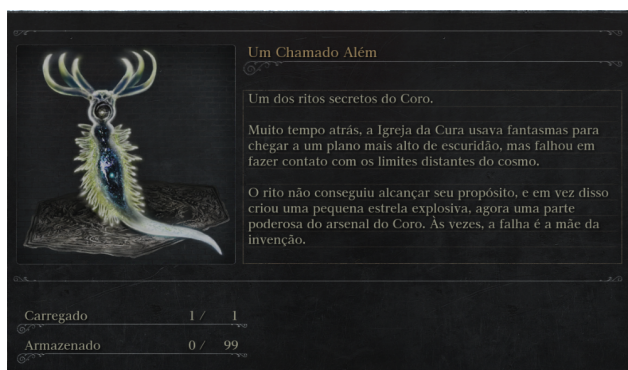 Um Chamado Além
Um dos ritos secretos do Coro.
Muito tempo atrás, a Igreja da Cura usava fantasmas para
chegar a um plano mais alto de escuridão, mas falhou em
fazer contato com os limites distantes do cosmo.
O rito não conseguiu alcançar seu propósito, e em vez disso
criou uma pequena estrela explosiva, agora uma parte
poderosa do arsenal do Coro. Às vezes, a falha é a mãe da
invenção.
Carregado 1 / 1
Armazenado 0 / 99